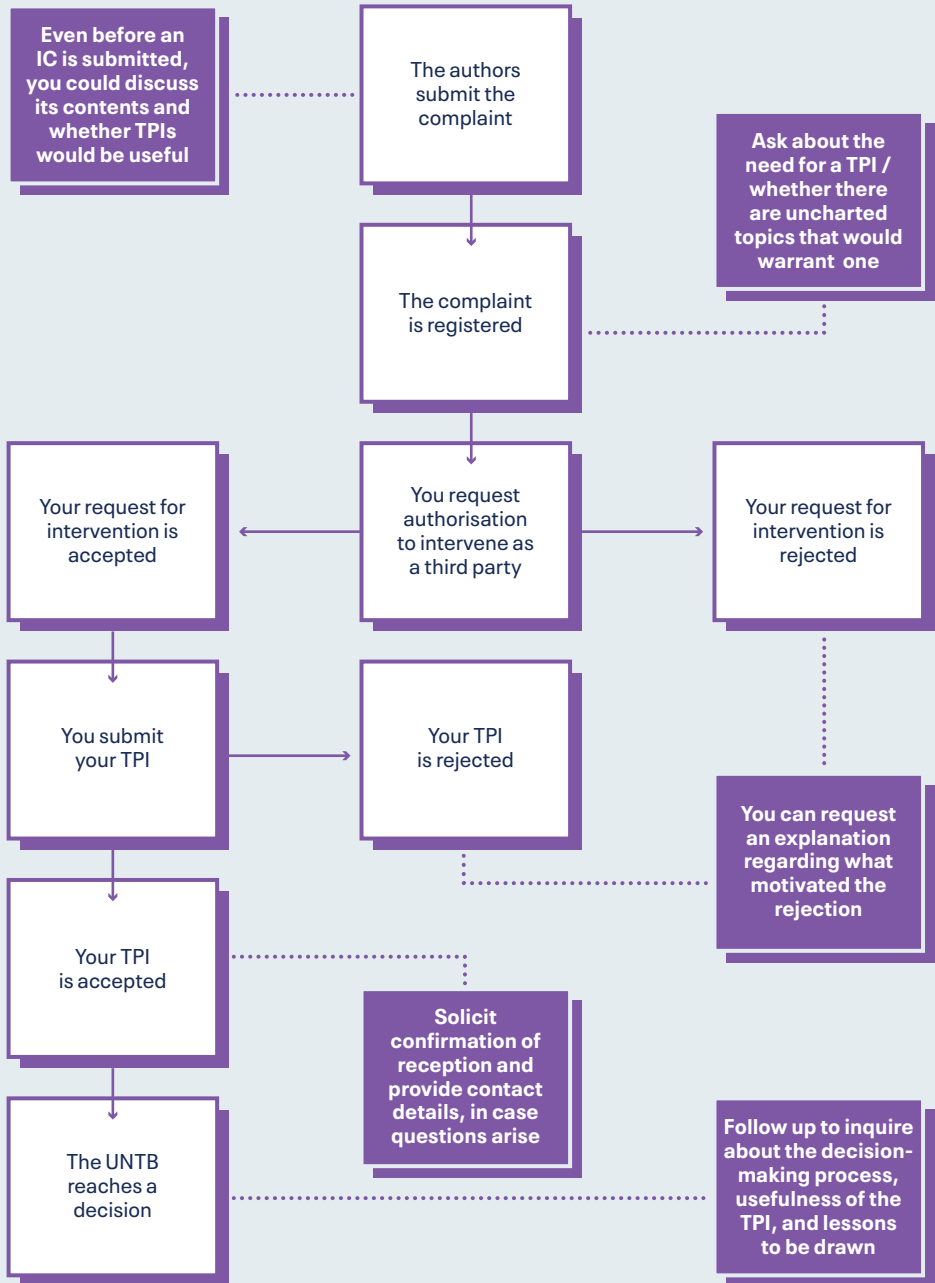 Even before an
IC is submitted,
you could discuss
its contents and
whether TPIs
would be useful
The authors
submit the
complaint
Ask about the
need for a TPI /
whether there
are uncharted
topics that would
warrant one
The complaint
is registered
Your request for
intervention is
accepted
You request
authorisation
to intervene as
a third party
Your request for
intervention is
rejected
You submit
your TPI
Your TPI
is rejected
You can request
an explanation
regarding what
motivated the
rejection
Your TPI
is accepted
Solicit
confirmation of
reception and
provide contact
details, in case
questions arise
The UNTB
reaches a
decision
Follow up to inquire
about the decision-
making process,
usefulness of the
TPI, and lessons
to be drawn